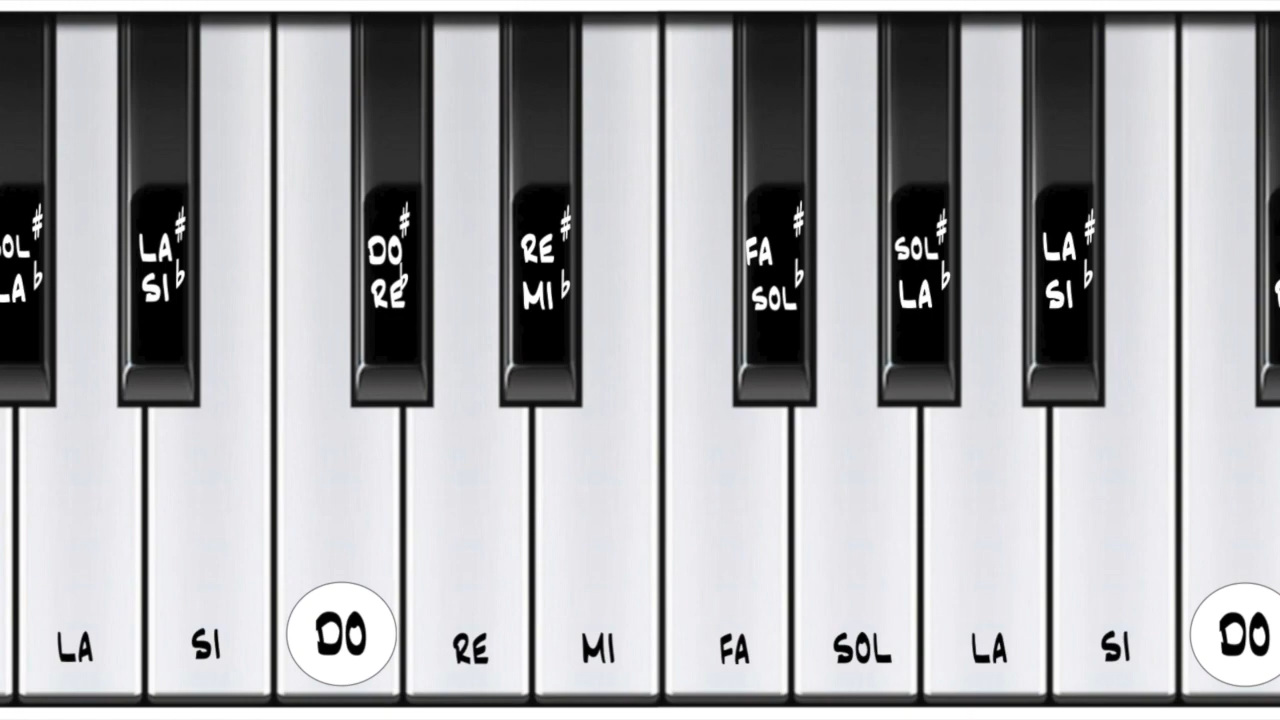 LA#
SIb
DO#
REb
RE#
MIb
FA#
SOLb
SOL#
LAb
LA#
SIb
LA
SI
DO
RE
MI
FA
SOL
LA
SI
DO